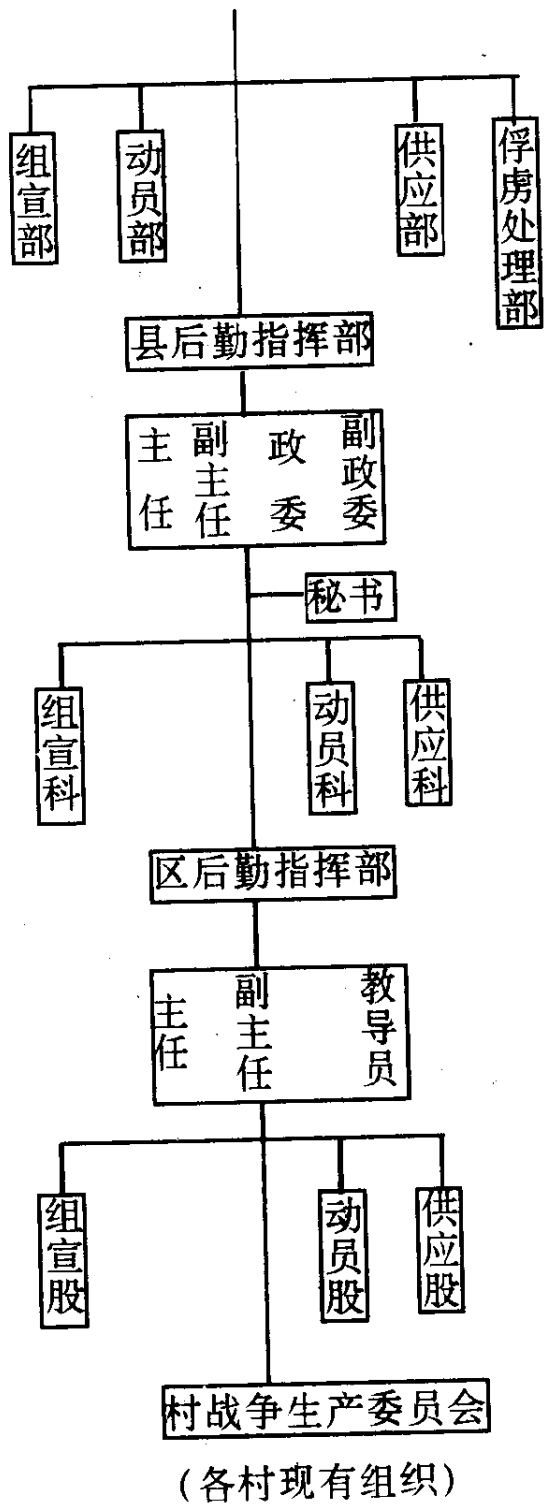 组宣部
动员部
供应部
俘虏处理部
县后勤指挥部
主任
副主任
政委
副政委
秘书
组宣科
动员科
供应科
区后勤指挥部
主任
副主任
教导员
组宣股
动员股
供应股
村战争生产委员会
（各村现有组织）